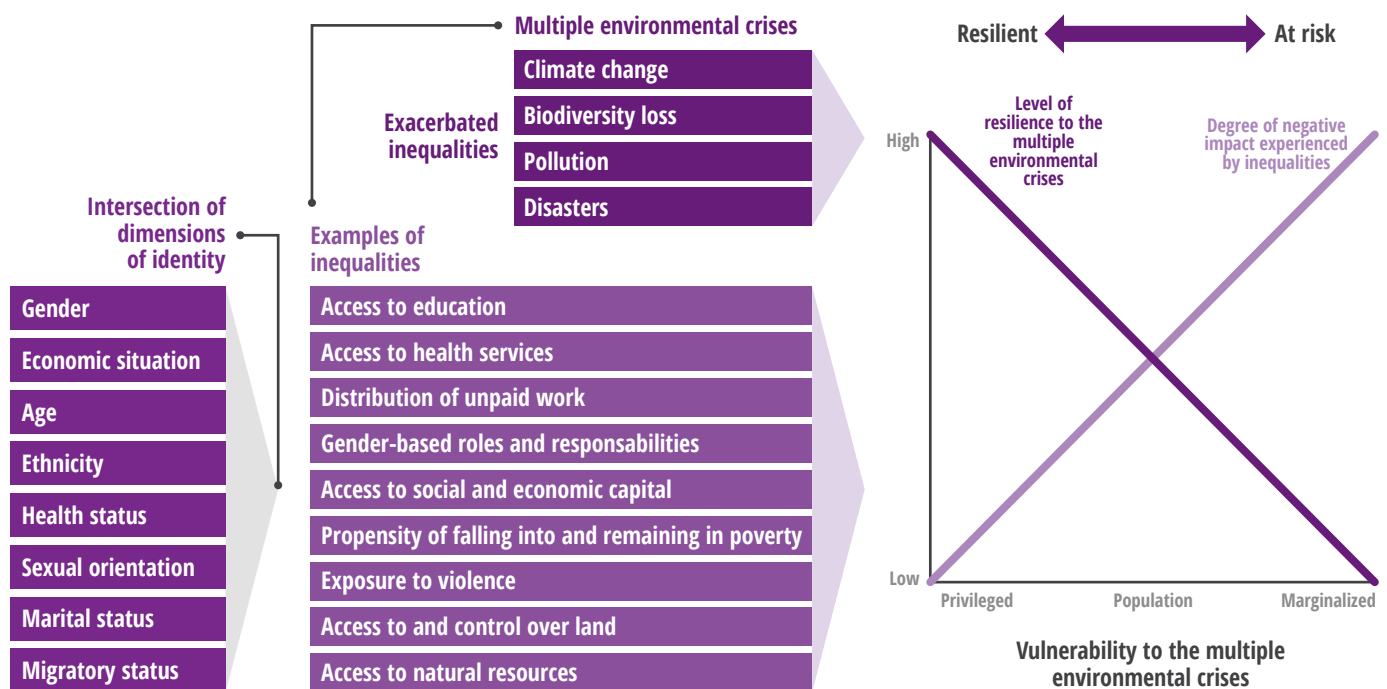 Intersection of
dimensions
of identity
Gender
Economic situation
Age
Ethnicity
Health status
Sexual orientation
Marital status
Migratory status
Examples of
inequalities
Access to education
Access to health services
Distribution of unpaid work
Gender-based roles and responsabilities
Access to social and economic capital
Propensity of falling into and remaining in poverty
Exposure to violence
Access to and control over land
Access to natural resources
Multiple environmental crises
Exacerbated
inequalities
Climate change
Biodiversity loss
Pollution
Disasters
Resilient
At risk
High
Level of
resilience to the
multiple
environmental
crises
Degree of negative
impact experienced
by inequalities
Low
Privileged
Population
Marginalized
Vulnerability to the multiple
environmental crises